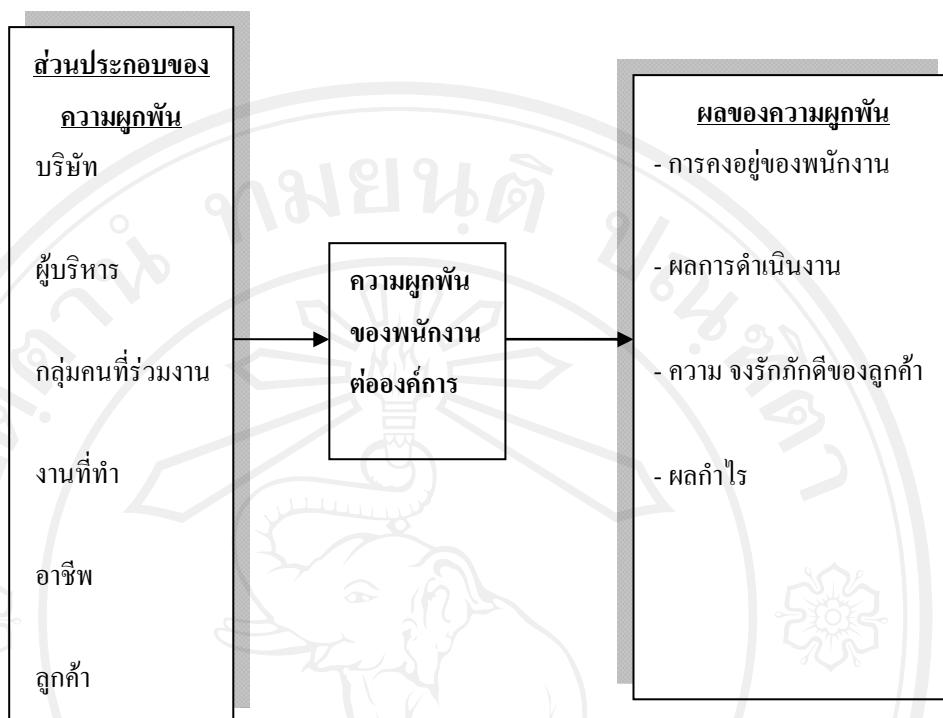 ส่วนประกอบของ
ความผูกพัน
บริษัท
ผู้บริหาร
กลุ่มคนที่ร่วมงาน
งานที่ทำ
อาชีพ
ลูกค้า
ความผูกพัน
ของพนักงาน
ต่อองค์การ
ผลของความผูกพัน
- การคงอยู่ของพนักงาน
- ผลการดำเนินงาน
- ความ จงรักภักดีของลูกค้า
- ผลกำไร